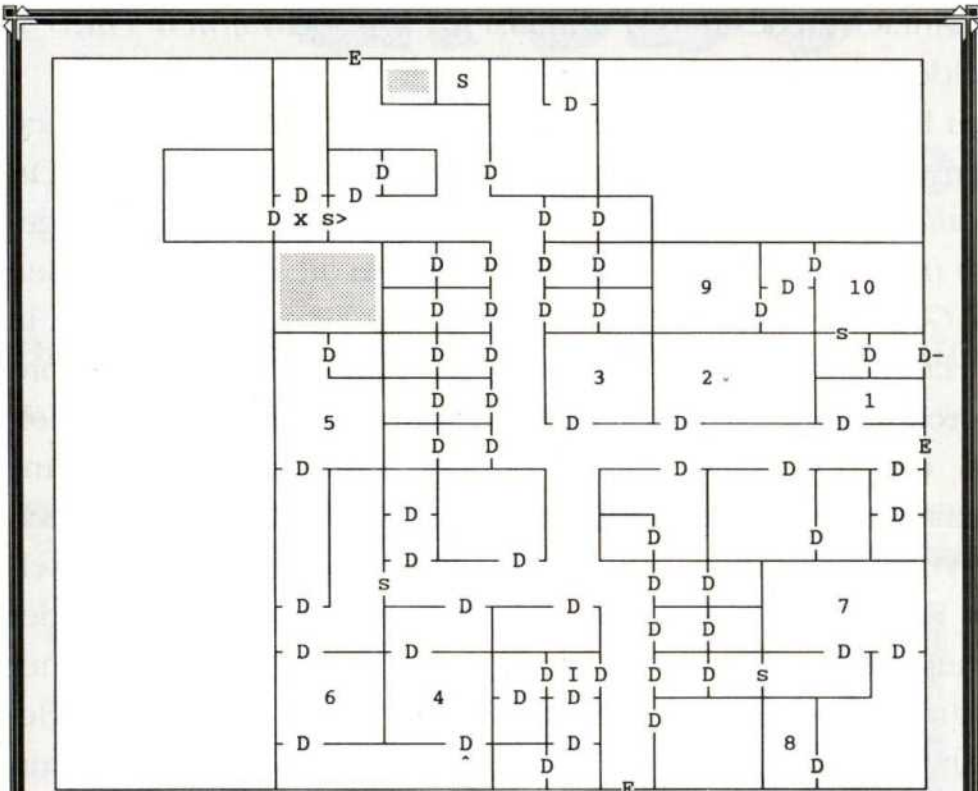 E
S
D
D
D
D D
D x s> D D
D D D D D
9 10
D
D D D D D
s
D D D D D-
3 2
D D 1
5
D D D
D D E
D D D D
D D
D
D D
s D D
D D D 7
D D
D D D D D
D I D D D s
6 4 D D
D
D D D 8
^
D D
E